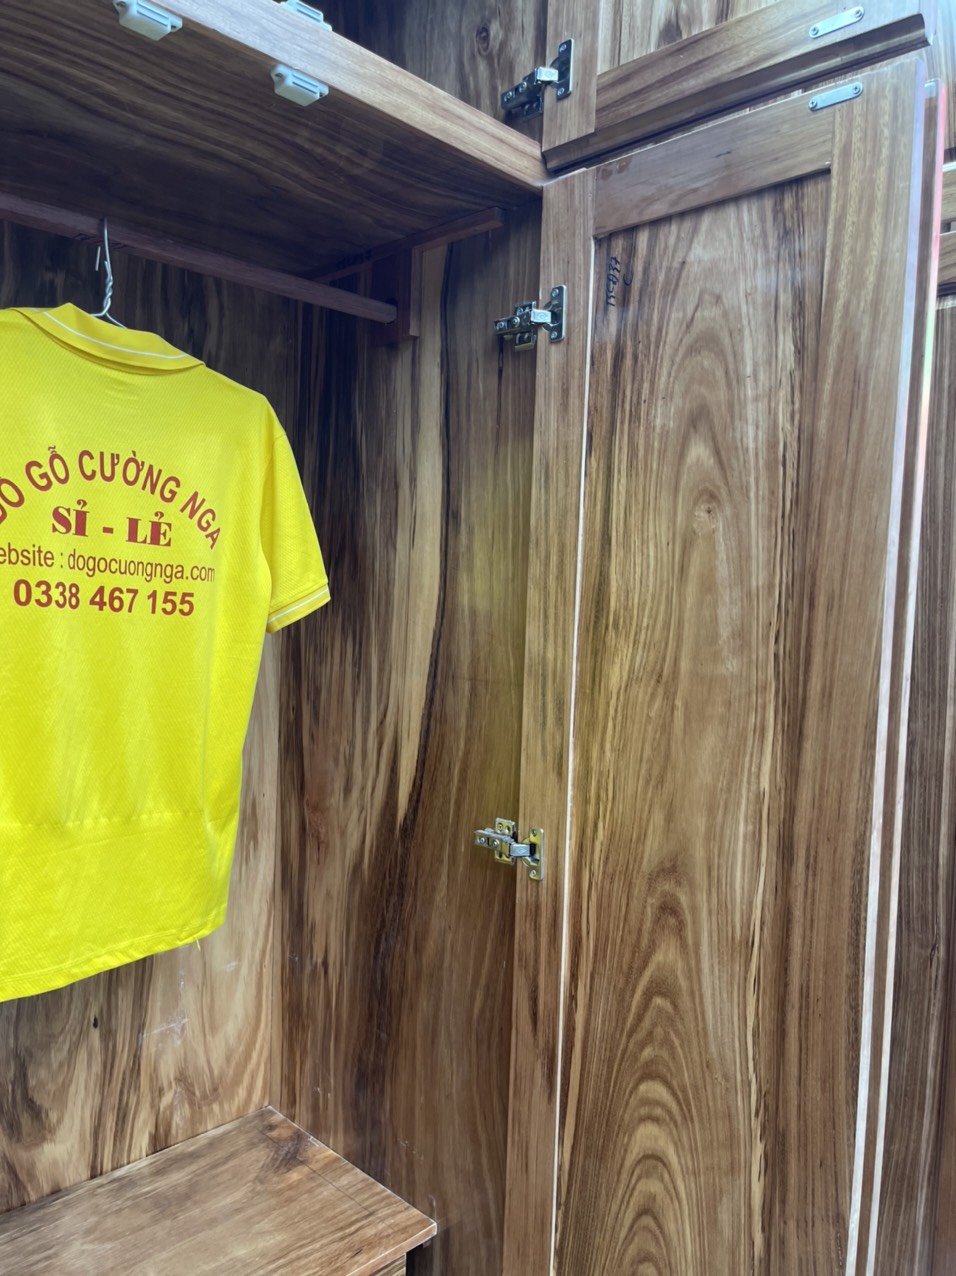 GỖ CƯỜNG NGA
SỈ - LẺ
ebsite : dogocuongnga.com
0338 467 155